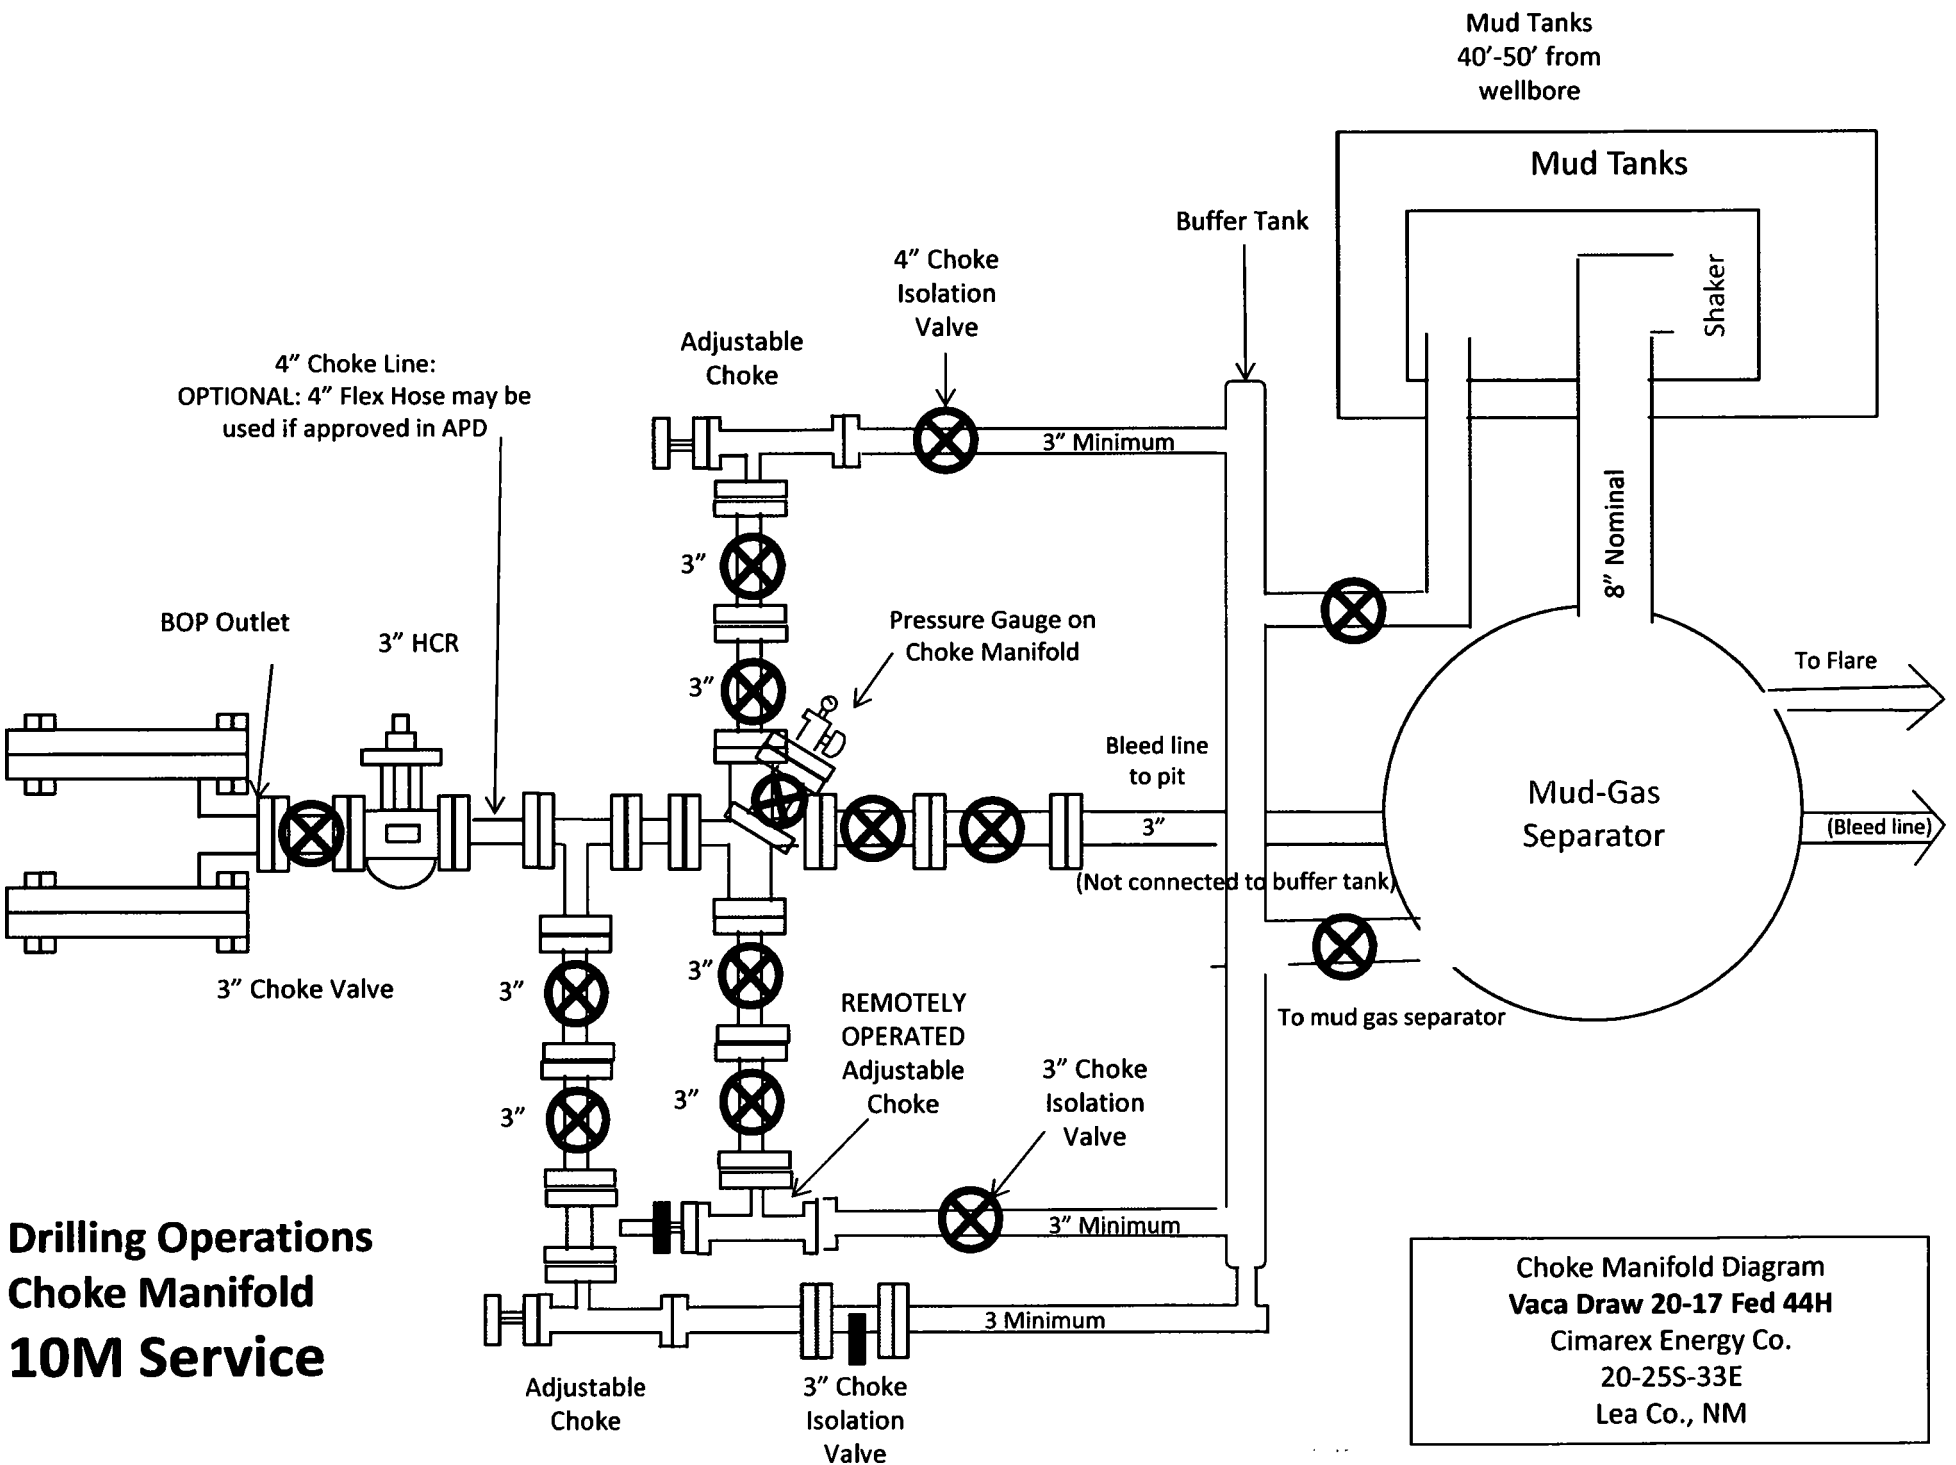 Mud Tanks
40’-50’ from
wellbore
Mud Tanks
Shaker
Buffer Tank
4” Choke
Isolation
Valve
Adjustable
Choke
4” Choke Line:
OPTIONAL: 4” Flex Hose may be
used if approved in APD
3” Minimum
8” Nominal
3”
BOP Outlet
3” HCR
Pressure Gauge on
Choke Manifold
3”
To Flare
Bleed line
to pit
Mud-Gas
Separator
3”
(Bleed line)
(Not connected to buffer tank)
3” Choke Valve
3”
3”
REMOTELY
OPERATED
Adjustable
Choke
To mud gas separator
3” Choke
Isolation
Valve
3”
3”
3” Minimum
Drilling Operations
Choke Manifold
10M Service
3 Minimum
Adjustable
Choke
3” Choke
Isolation
Valve
Choke Manifold Diagram
Vaca Draw 20-17 Fed 44H
Cimarex Energy Co.
20-25S-33E
Lea Co., NM